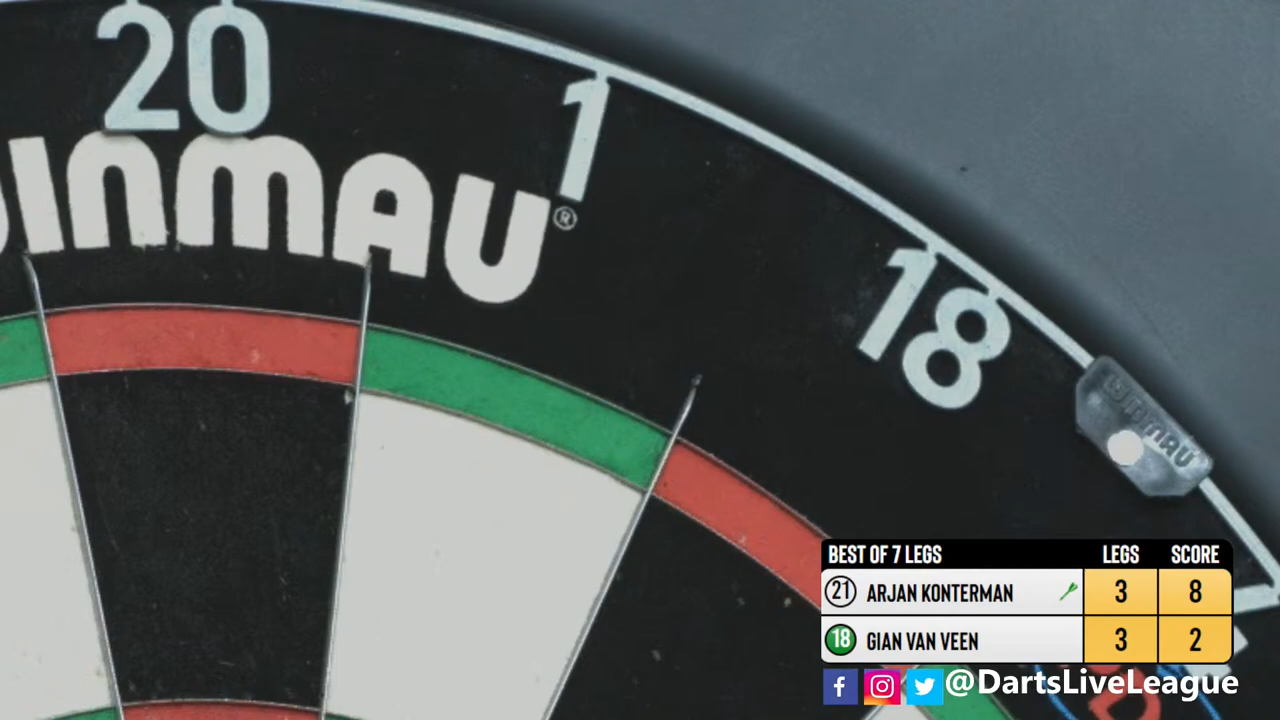 20
1
18
INMAU®
WINMAU
BEST OF 7 LEGS LEGS SCORE
21 ARJAN KONTERMAN 3 8
18 GIAN VAN VEEN 3 2
@DartsLiveLeague